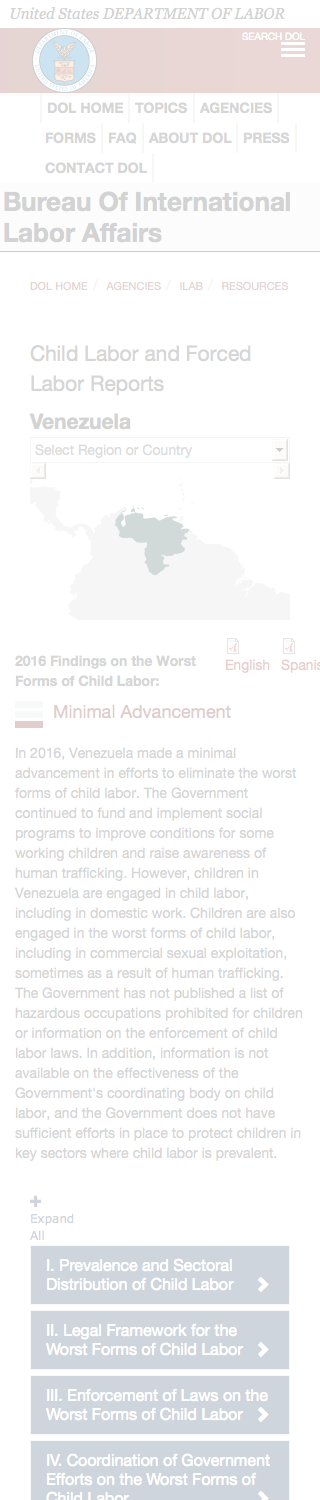 United States DEPARTMENT OF LABOR
SEARCH DOL
DOL HOME TOPICS AGENCIES
FORMS FAQ ABOUT DOL PRESS
CONTACT DOL
Bureau Of International
Labor Affairs
DOL HOME / AGENCIES / ILAB / RESOURCES
Child Labor and Forced
Labor Reports
Venezuela
Select Region or Country
2016 Findings on the Worst
Forms of Child Labor:
English Spanis
Minimal Advancement
In 2016, Venezuela made a minimal
advancement in efforts to eliminate the worst
forms of child labor. The Government
continued to fund and implement social
programs to improve conditions for some
working children and raise awareness of
human trafficking. However, children in
Venezuela are engaged in child labor,
including in domestic work. Children are also
engaged in the worst forms of child labor,
including in commercial sexual exploitation,
sometimes as a result of human trafficking.
The Government has not published a list of
hazardous occupations prohibited for children
or information on the enforcement of child
labor laws. In addition, information is not
available on the effectiveness of the
Government's coordinating body on child
labor, and the Government does not have
sufficient efforts in place to protect children in
key sectors where child labor is prevalent.
Expand
All
I. Prevalence and Sectoral
Distribution of Child Labor
II. Legal Framework for the
Worst Forms of Child Labor
III. Enforcement of Laws on the
Worst Forms of Child Labor
IV. Coordination of Government
Efforts on the Worst Forms of
Child Labor